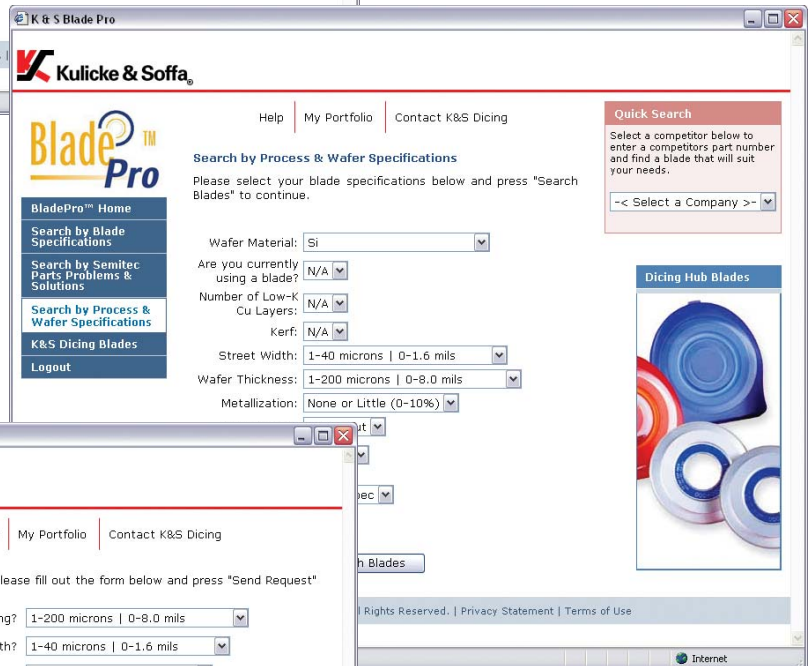 K & S Blade Pro
Kulicke & Soffa®
Blade Pro TM
Help | My Portfolio | Contact K&S Dicing
Search by Process & Wafer Specifications
Please select your blade specifications below and press "Search
Blades" to continue.
BladePro™ Home
Search by Blade
Specifications
Search by Semitec
Parts Problems &
Solutions
Search by Process &
Wafer Specifications
K&S Dicing Blades
Logout
Wafer Material: Si
Are you currently
using a blade? N/A
Number of Low-K
Cu Layers: N/A
Kerf: N/A
Street Width: 1-40 microns | 0-1.6 mils
Wafer Thickness: 1-200 microns | 0-8.0 mils
Metallization: None or Little (0-10%)
Quick Search
Select a competitor below to
enter a competitors part number
and find a blade that will suit
your needs.
-< Select a Company >-
Dicing Hub Blades
Blades
Rights Reserved. | Privacy Statement | Terms of Use
Internet
My Portfolio | Contact K&S Dicing
lease fill out the form below and press "Send Request"
ng? 1-200 microns | 0-8.0 mils
th? 1-40 microns | 0-1.6 mils